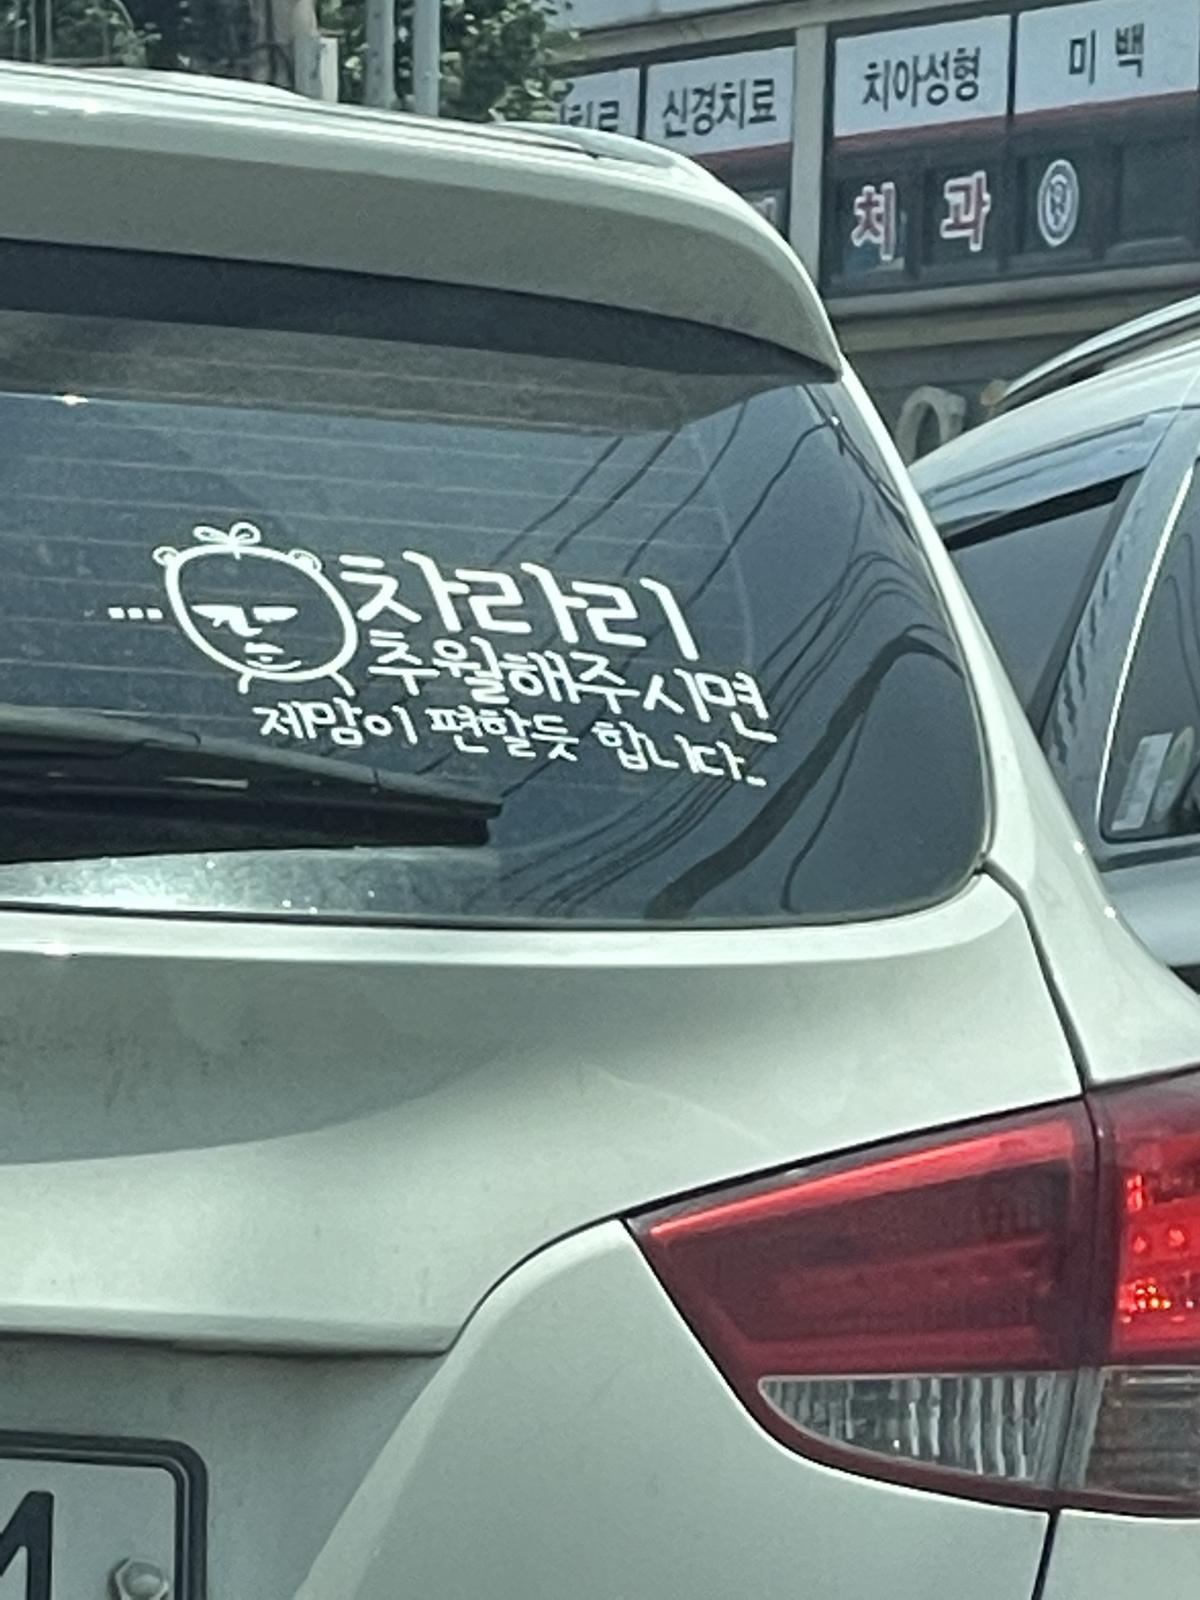 신경치료
치아성형
미백
치과
...
차라리
추월해주시면
제맘이 편할듯 합니다..